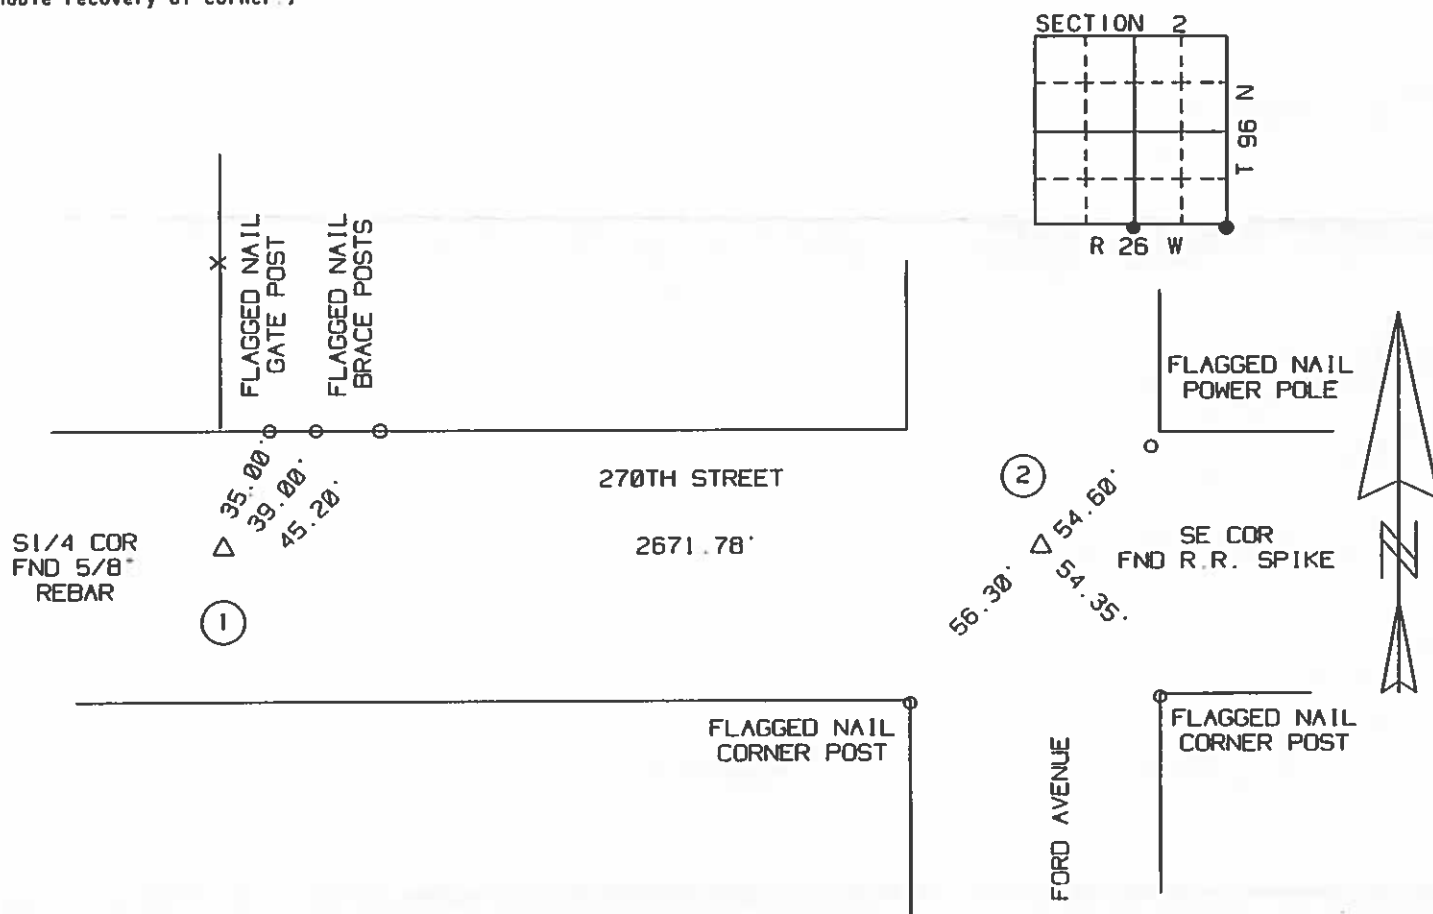 SECTION 2
T 96 N
R 26 W
FLAGGED NAIL
GATE POST
FLAGGED NAIL
BRACE POSTS
FLAGGED NAIL
POWER POLE
35.00'
39.00'
45.20'
270TH STREET
2671.78'
2
54.60'
S1/4 COR
FND 5/8"
REBAR
SE COR
FND R.R. SPIKE
56.30'
54.35'
1
N
FLAGGED NAIL
CORNER POST
FLAGGED NAIL
CORNER POST
FORD AVENUE